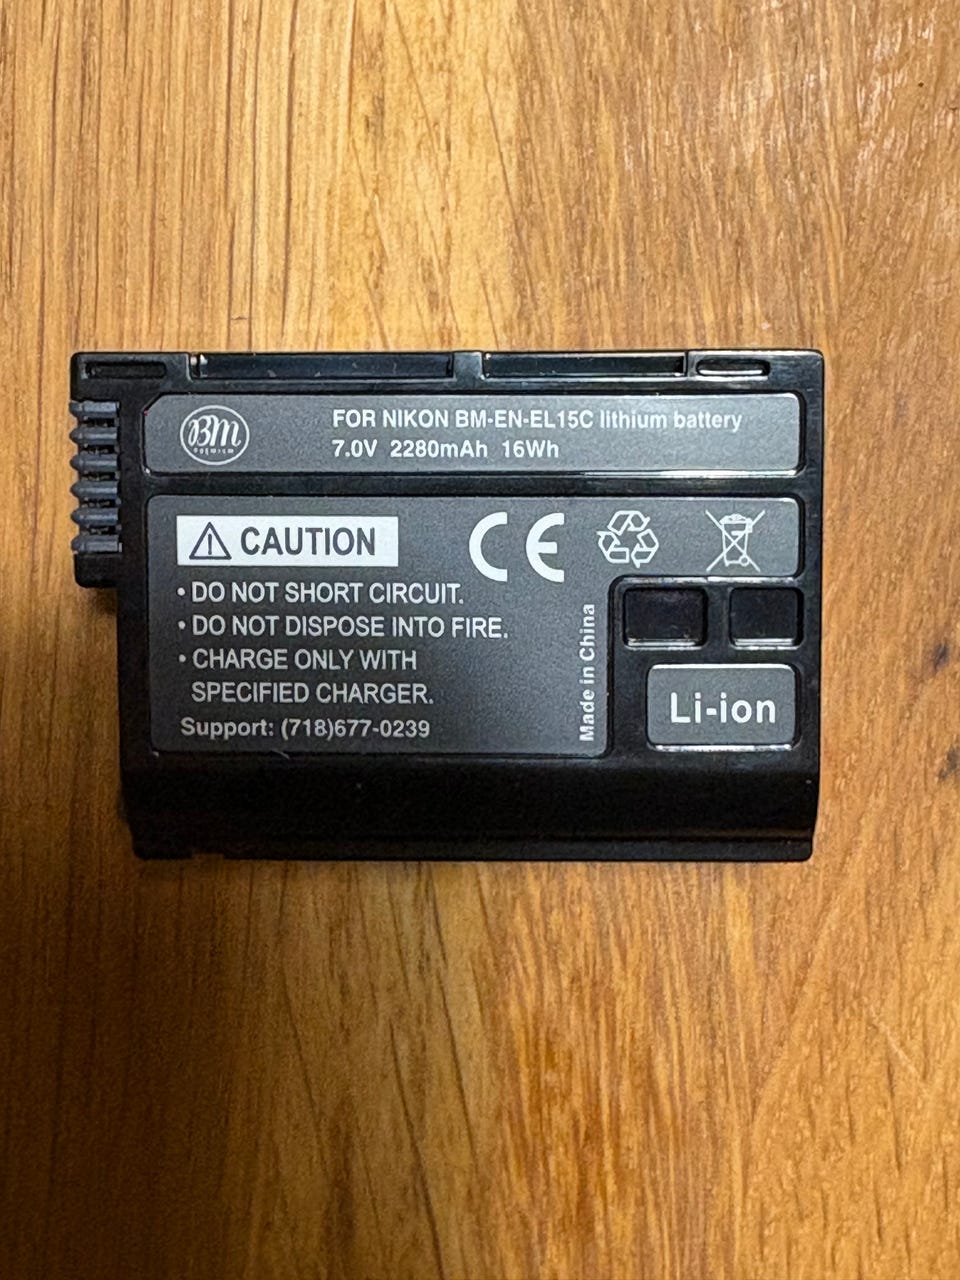 BM
PREMIUM
FOR NIKON BM-EN-EL15C lithium battery
7.0V 2280mAh 16Wh
CAUTION
CE
• DO NOT SHORT CIRCUIT.
• DO NOT DISPOSE INTO FIRE.
• CHARGE ONLY WITH
SPECIFIED CHARGER.
Support: (718)677-0239
Made in China
Li-ion